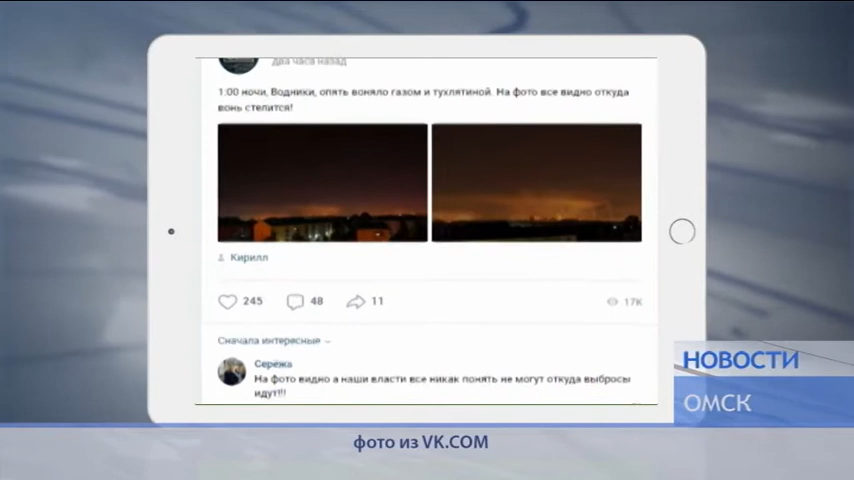 два часа назад
1:00 ночи, Водники, опять воняло газом и тухлятиной. На фото все видно откуда
вонь стелится!
Кирилл
245 48 11 17K
Сначала интересные
Серёжа
На фото видно а наши власти все никак понять не могут откуда выбросы
идут!!!
НОВОСТИ
ОМСК
фото из VK.COM